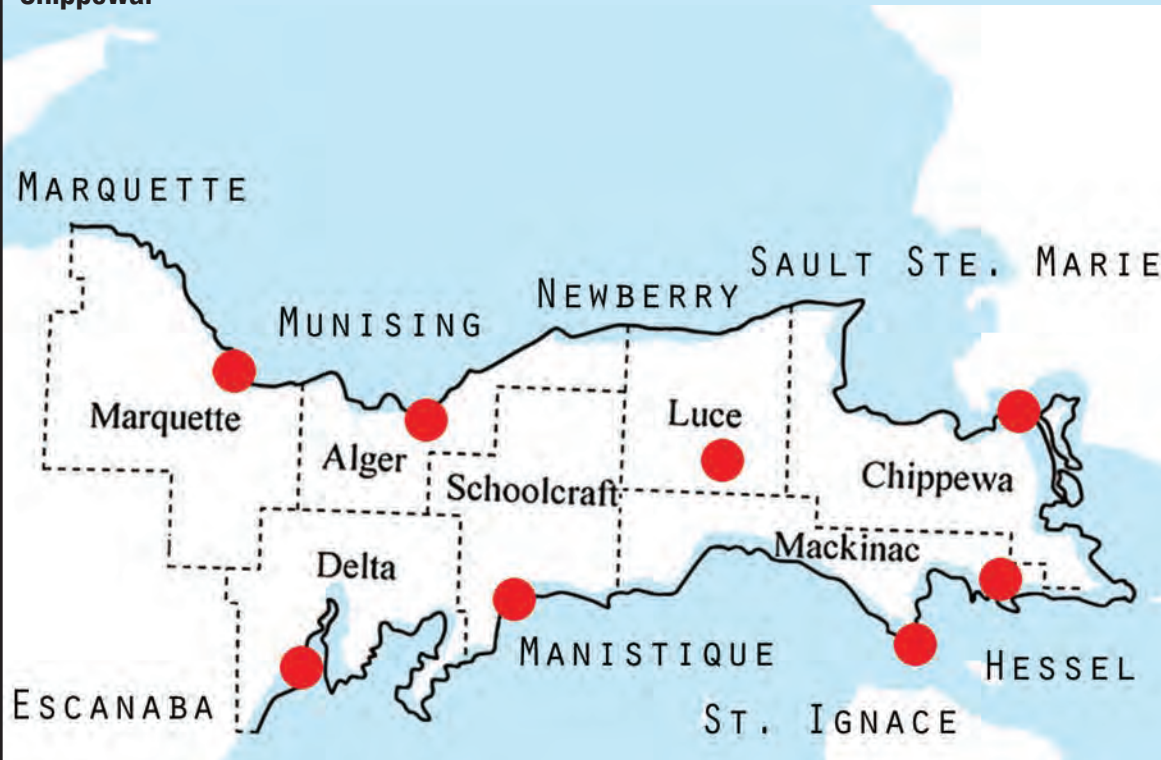 Chippewa.
MARQUETTE
SAULT STE. MARIE
NEWBERRY
MUNISING
Marquette
Luce
Alger
Chippewa
Schoolcraft
Mackinac
Delta
MANISTIQUE
HESSEL
ESCANABA
ST. IGNACE